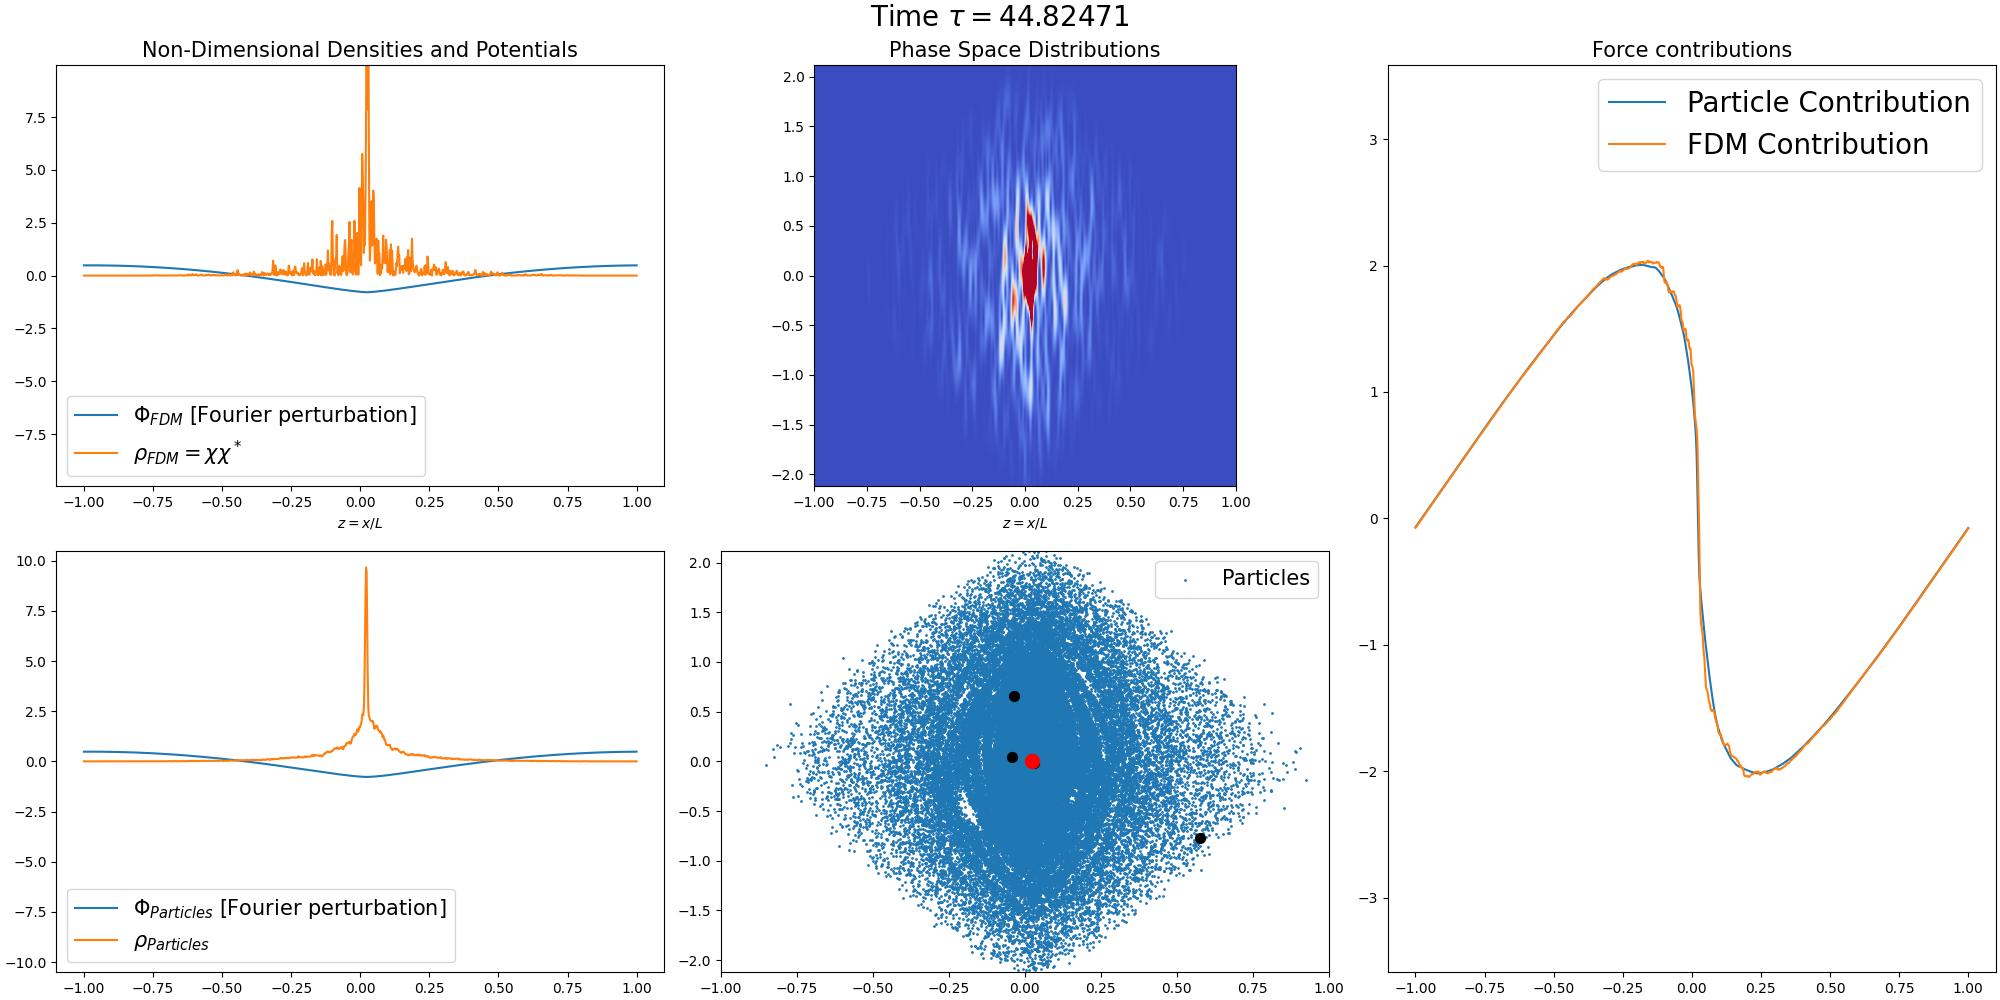 Time τ = 44.82471
Non-Dimensional Densities and Potentials
7.5
5.0
2.5
0.0
−2.5
−5.0
−7.5
Φ_FDM [Fourier perturbation]
ρ_FDM = χχ*
−1.00 −0.75 −0.50 −0.25 0.00 0.25 0.50 0.75 1.00
z = x/L
Phase Space Distributions
2.0
1.5
1.0
0.5
0.0
−0.5
−1.0
−1.5
−2.0
−1.00 −0.75 −0.50 −0.25 0.00 0.25 0.50 0.75 1.00
z = x/L
Force contributions
Particle Contribution
FDM Contribution
3
2
1
0
−1
−2
−3
−1.00 −0.75 −0.50 −0.25 0.00 0.25 0.50 0.75 1.00
10.0
7.5
5.0
2.5
0.0
−2.5
−5.0
−7.5
−10.0
Φ_Particles [Fourier perturbation]
ρ_Particles
−1.00 −0.75 −0.50 −0.25 0.00 0.25 0.50 0.75 1.00
Particles
2.0
1.5
1.0
0.5
0.0
−0.5
−1.0
−1.5
−2.0
−1.00 −0.75 −0.50 −0.25 0.00 0.25 0.50 0.75 1.00